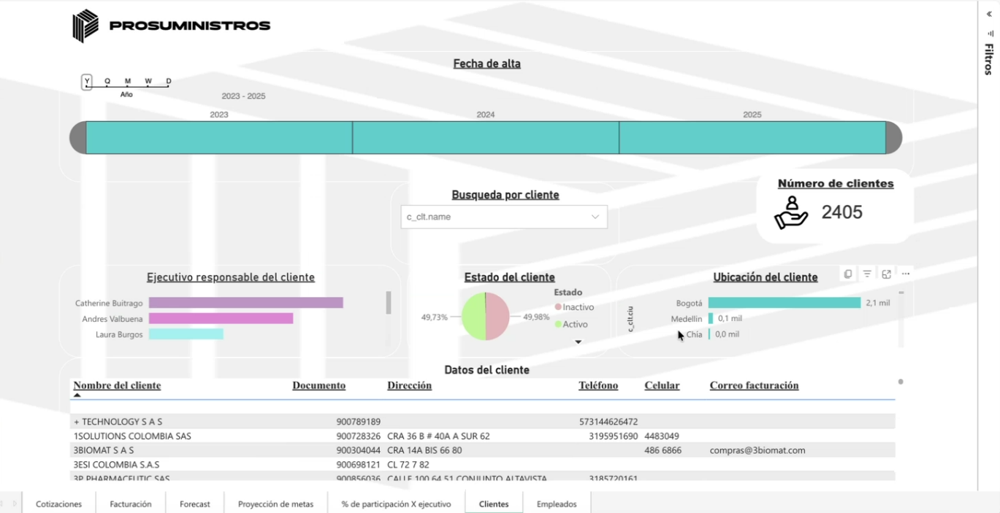 PROSUMINISTROS
Filtros
Fecha de alta
Y Q M W D
Año
2023 - 2025
2023 2024 2025
Número de clientes
2405
Busqueda por cliente
c_clt.name
Ejecutivo responsable del cliente
Catherine Buitrago
Andres Valbuena
Laura Burgos
Estado del cliente
49,73%
49,98%
Estado
Inactivo
Activo
Ubicación del cliente
c_clt.ciu
Bogotá 2,1 mil
Medellin 0,1 mil
Chía 0,0 mil
Datos del cliente
Nombre del cliente Documento Dirección Teléfono Celular Correo facturación
+ TECHNOLOGY S A S 900789189 573144626472
1SOLUTIONS COLOMBIA SAS 900728326 CRA 36 B # 40A A SUR 62 3195951690 4483049
3BIOMAT S A S 900304044 CRA 14A BIS 66 80 486 6866 compras@3biomat.com
3ESI COLOMBIA S.A.S 900698121 CL 72 7 82
3P PHARMACEUTIC SAS 900856036 CALLE 100 64 51 CONJUNTO ALTAVISTA 3185720161
Cotizaciones Facturación Forecast Proyección de metas % de participación X ejecutivo Clientes Empleados